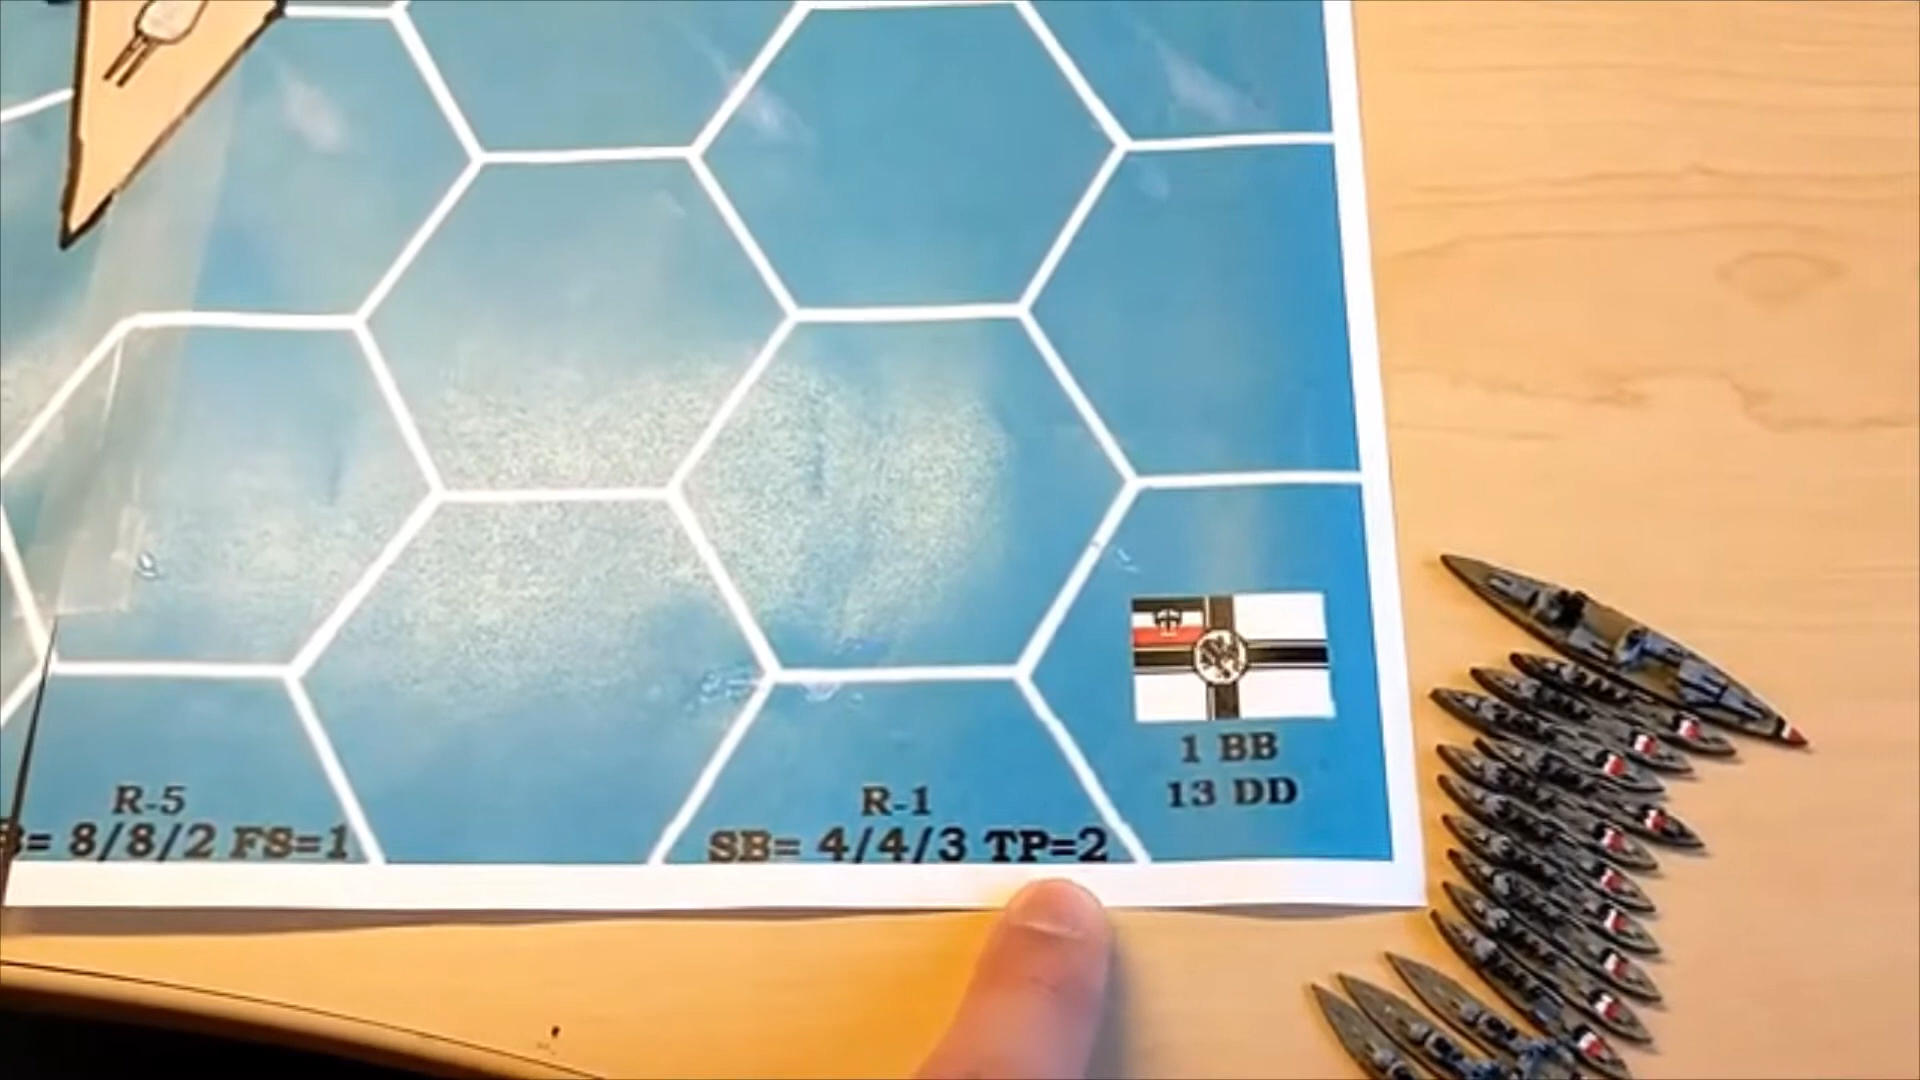 1 BB
13 DD
R-5
= 8/8/2 FS=1
R-1
SB= 4/4/3 TP=2